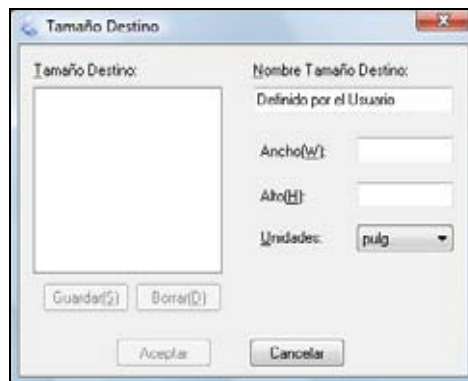 Tamaño Destino
Tamaño Destino:
Nombre Tamaño Destino:
Definido por el Usuario
Ancho(W):
Alto(H):
Unidades:
pulg
Guardar(S)
Borrar(D)
Aceptar
Cancelar